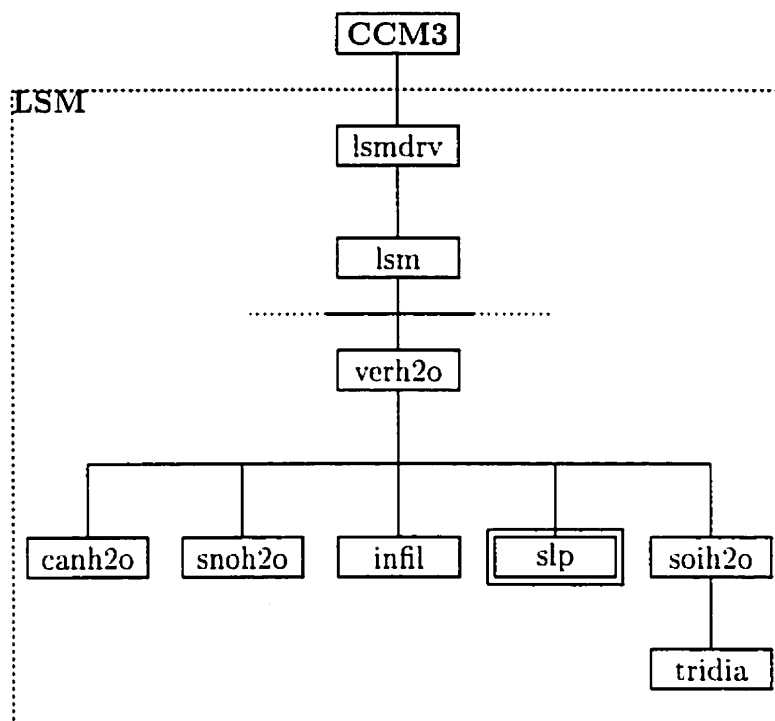 CCM3
LSM
lsmdrv
lsm
verh2o
canh2o snoh2o infil slp soih2o
tridia